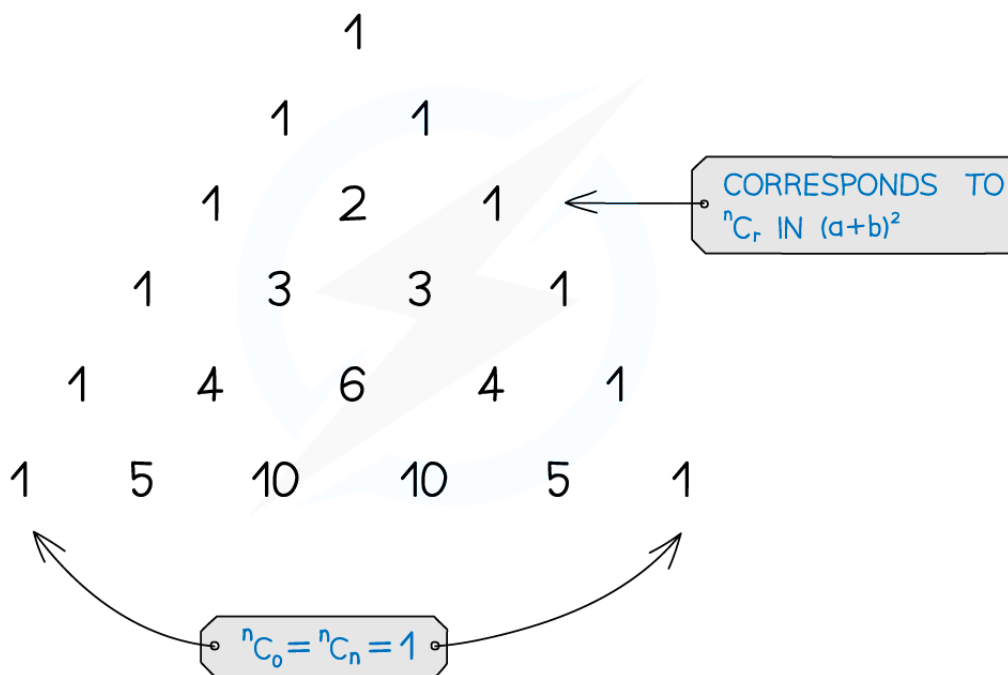 1
1 1
1 2 1
CORRESPONDS TO
ⁿCᵣ IN (a+b)²
1 3 3 1
1 4 6 4 1
1 5 10 10 5 1
ⁿC₀ = ⁿCₙ = 1